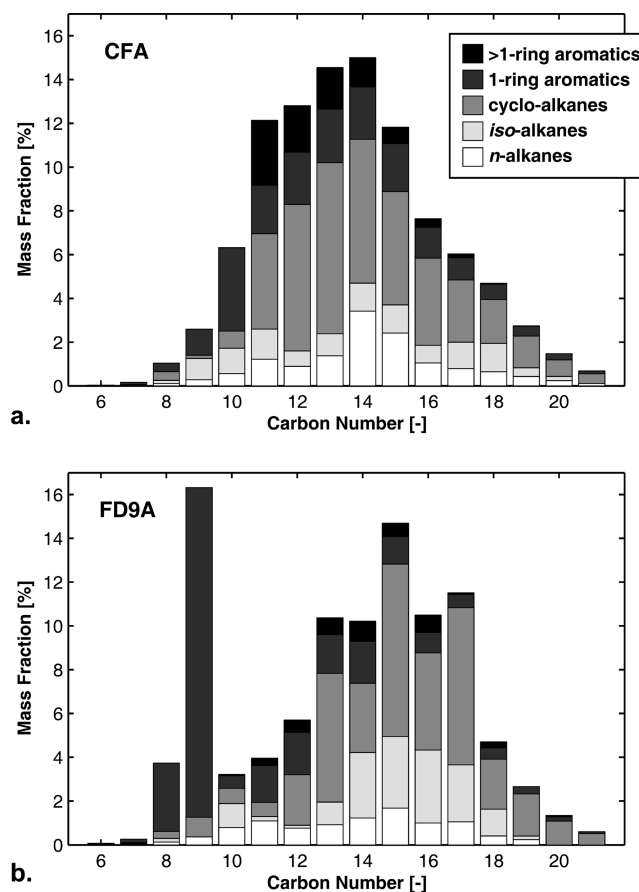 CFA
>1-ring aromatics
1-ring aromatics
cyclo-alkanes
iso-alkanes
n-alkanes
Mass Fraction [%]
16
14
12
10
8
6
4
2
0
6 8 10 12 14 16 18 20
Carbon Number [-]
a.
FD9A
Mass Fraction [%]
16
14
12
10
8
6
4
2
0
6 8 10 12 14 16 18 20
Carbon Number [-]
b.